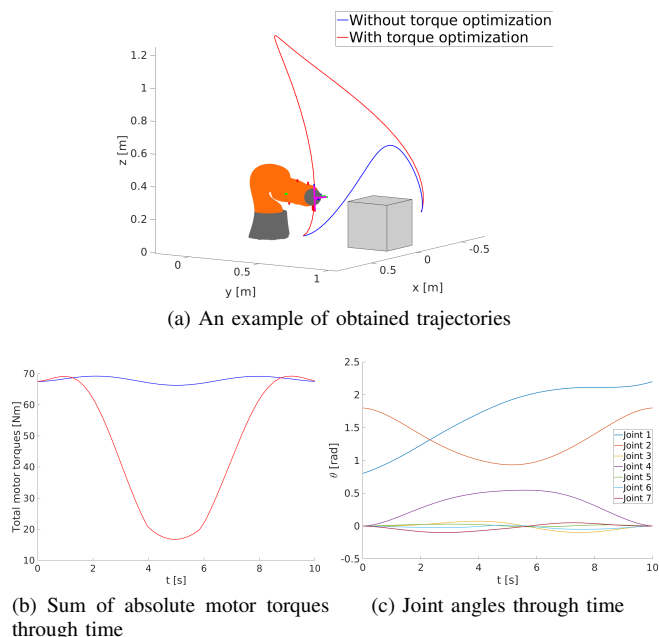 Without torque optimization
With torque optimization
1.2
1
0.8
0.6
0.4
0.2
0
z [m]
0
0.5
1
y [m]
0.5
0
-0.5
x [m]
(a) An example of obtained trajectories
70
60
50
40
30
20
10
Total motor torques [Nm]
0 2 4 6 8 10
t [s]
(b) Sum of absolute motor torques
through time
2.5
2
1.5
1
0.5
0
-0.5
θ [rad]
Joint 1
Joint 2
Joint 3
Joint 4
Joint 5
Joint 6
Joint 7
0 2 4 6 8 10
t [s]
(c) Joint angles through time